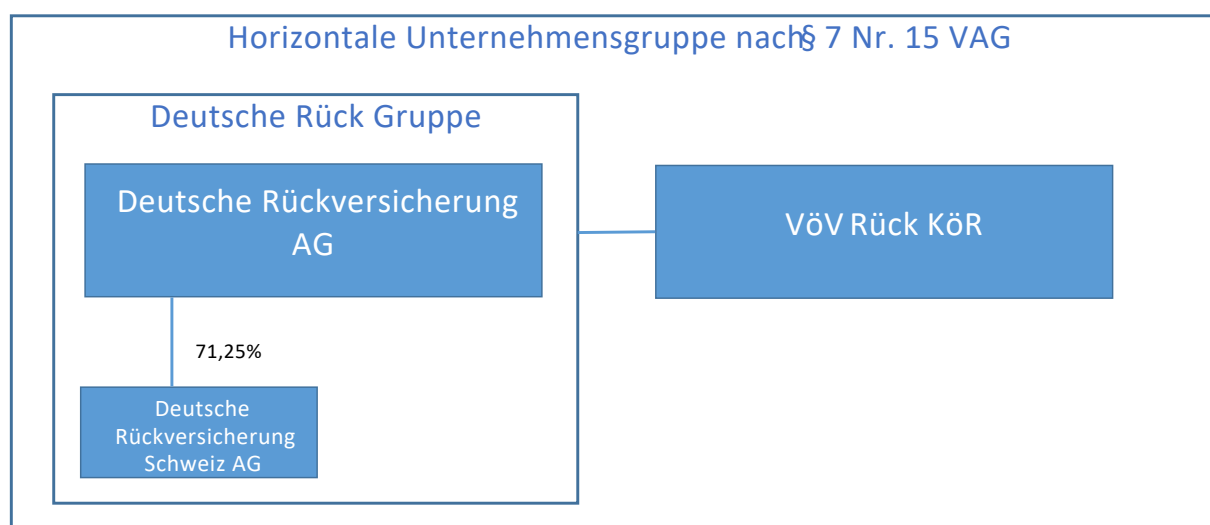 Horizontale Unternehmensgruppe nach§ 7 Nr. 15 VAG
Deutsche Rück Gruppe
Deutsche Rückversicherung
AG
VöV Rück KöR
71,25%
Deutsche
Rückversicherung
Schweiz AG